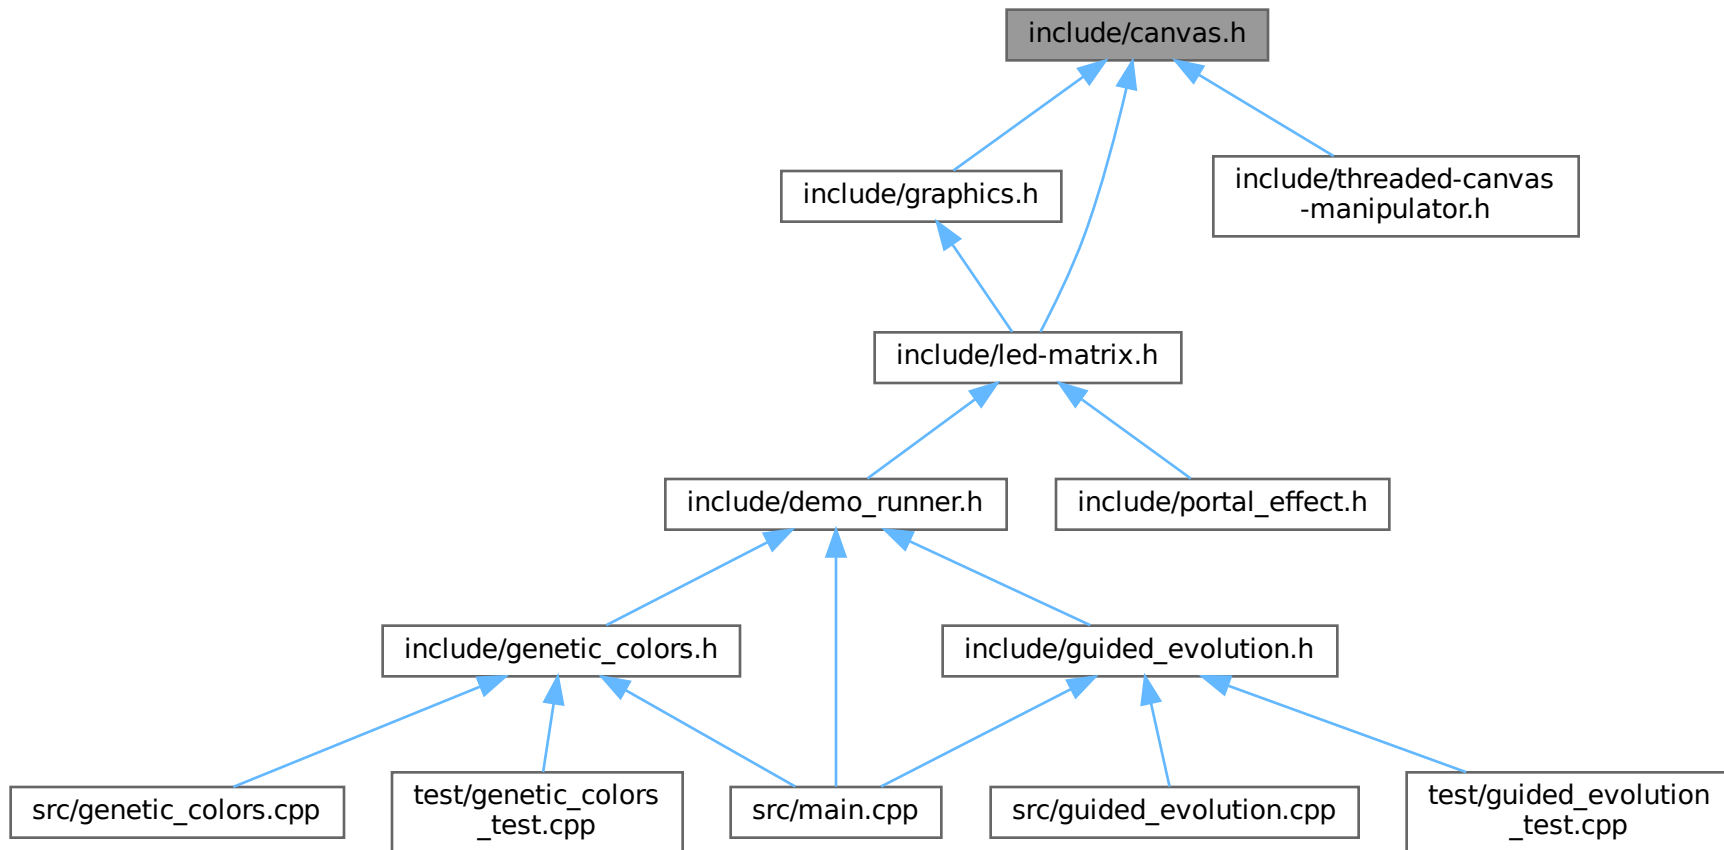 include/canvas.h
include/graphics.h
include/threaded-canvas
-manipulator.h
include/led-matrix.h
include/demo_runner.h
include/portal_effect.h
include/genetic_colors.h
include/guided_evolution.h
src/genetic_colors.cpp
test/genetic_colors
_test.cpp
src/main.cpp
src/guided_evolution.cpp
test/guided_evolution
_test.cpp